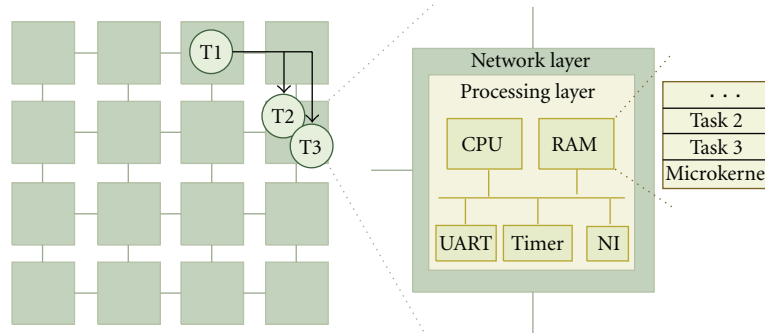 T1
T2
T3
Network layer
Processing layer
CPU
RAM
UART
Timer
NI
. . .
Task 2
Task 3
Microkerne